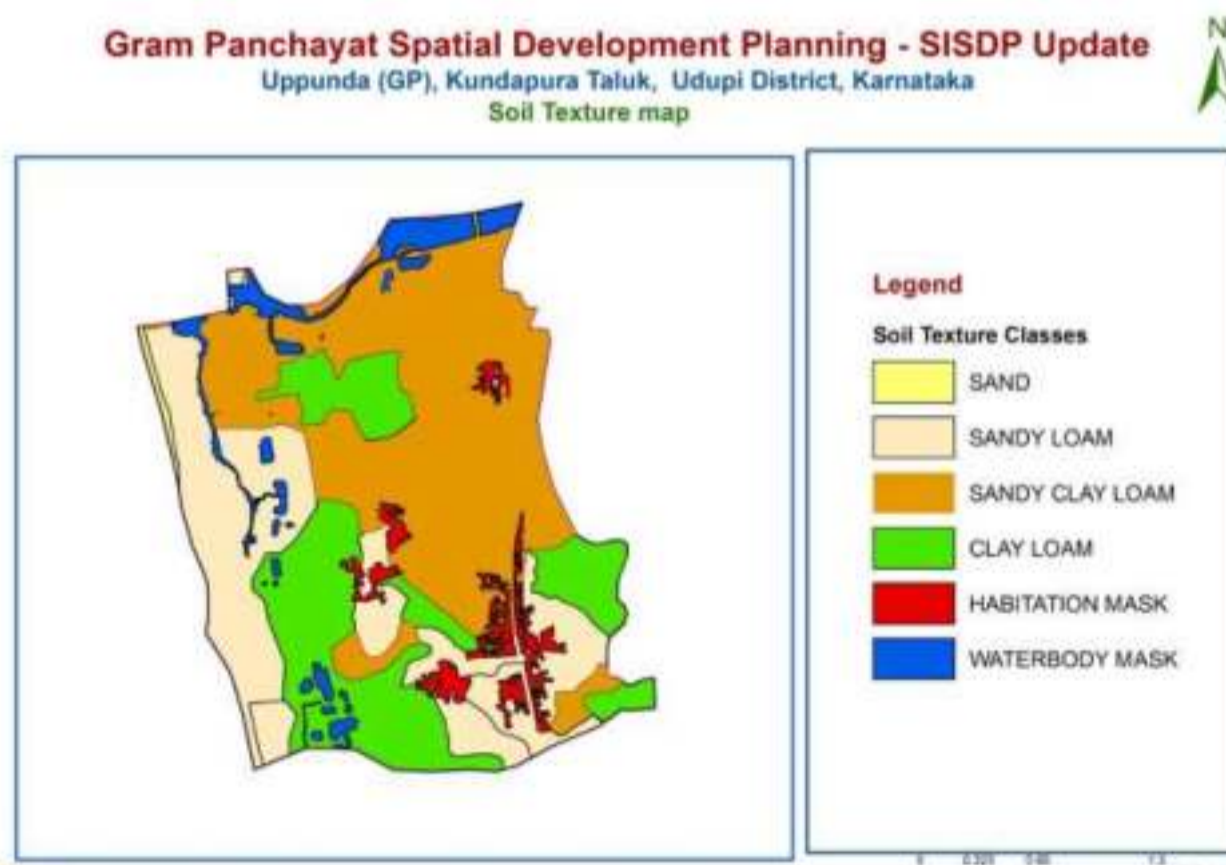 Gram Panchayat Spatial Development Planning - SISDP Update
N
Uppunda (GP), Kundapura Taluk, Udupi District, Karnataka
Soil Texture map
Legend
Soil Texture Classes
SAND
SANDY LOAM
SANDY CLAY LOAM
CLAY LOAM
HABITATION MASK
WATERBODY MASK